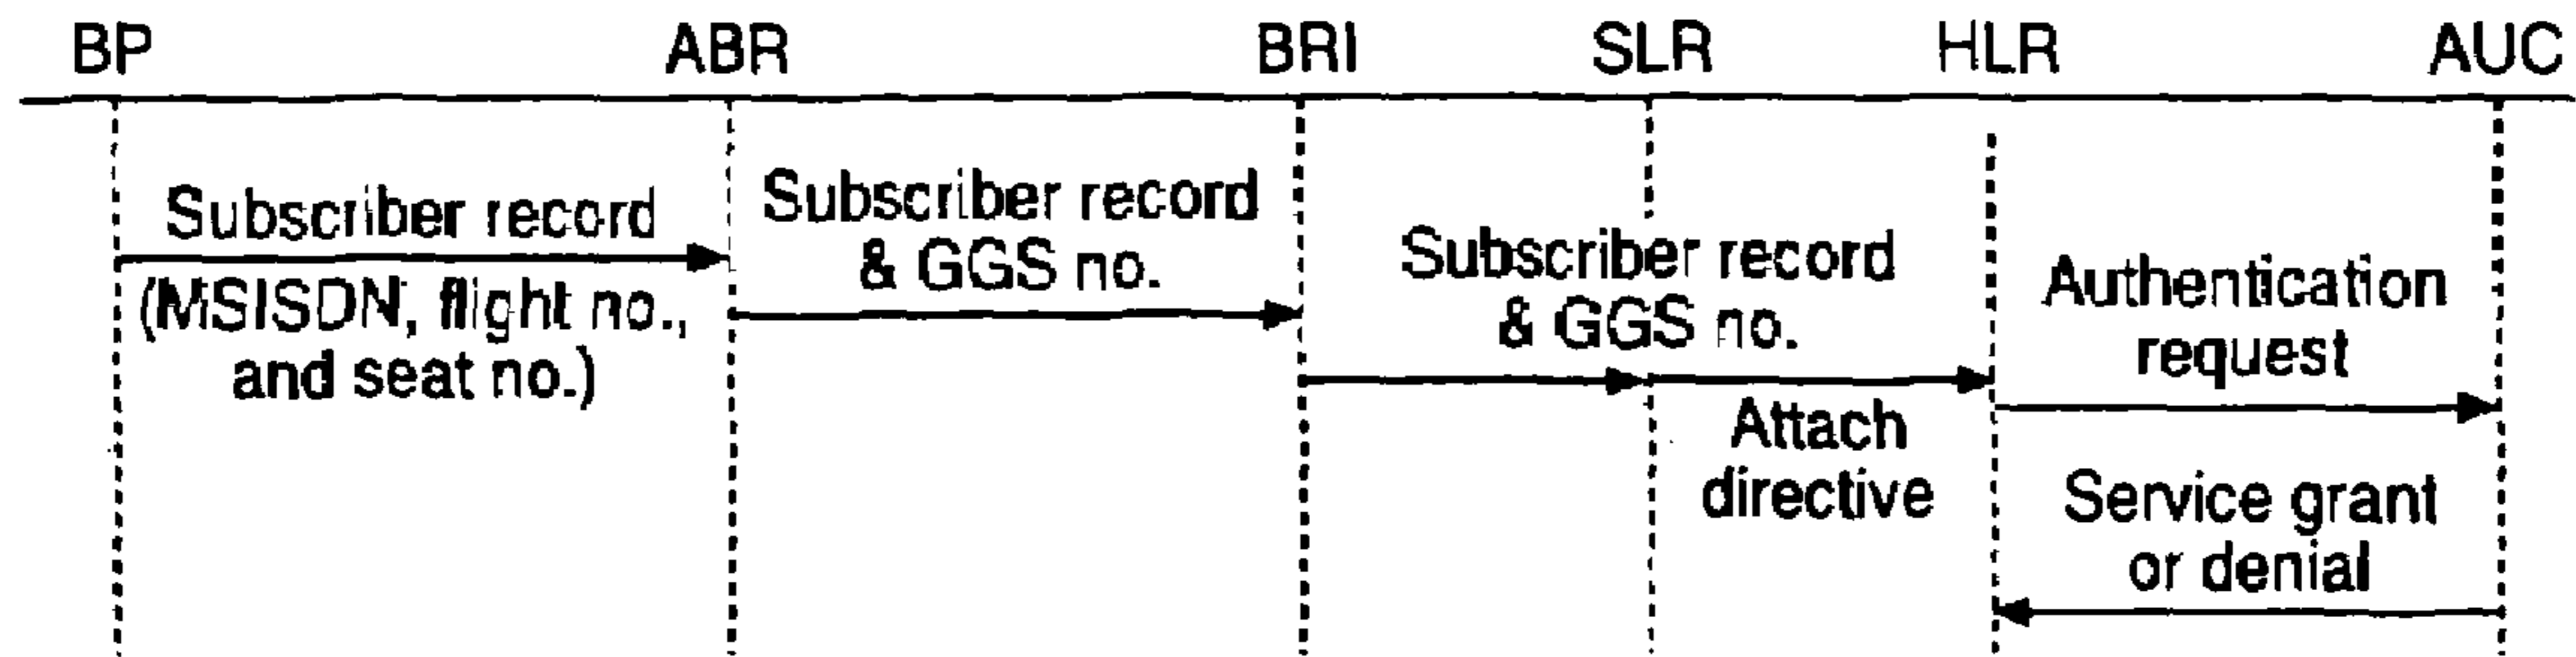 BP ABR BRI SLR HLR AUC
Subscriber record
(MSISDN, flight no.,
and seat no.)
Subscriber record
& GGS no.
Subscriber record
& GGS no.
Attach
directive
Authentication
request
Service grant
or denial